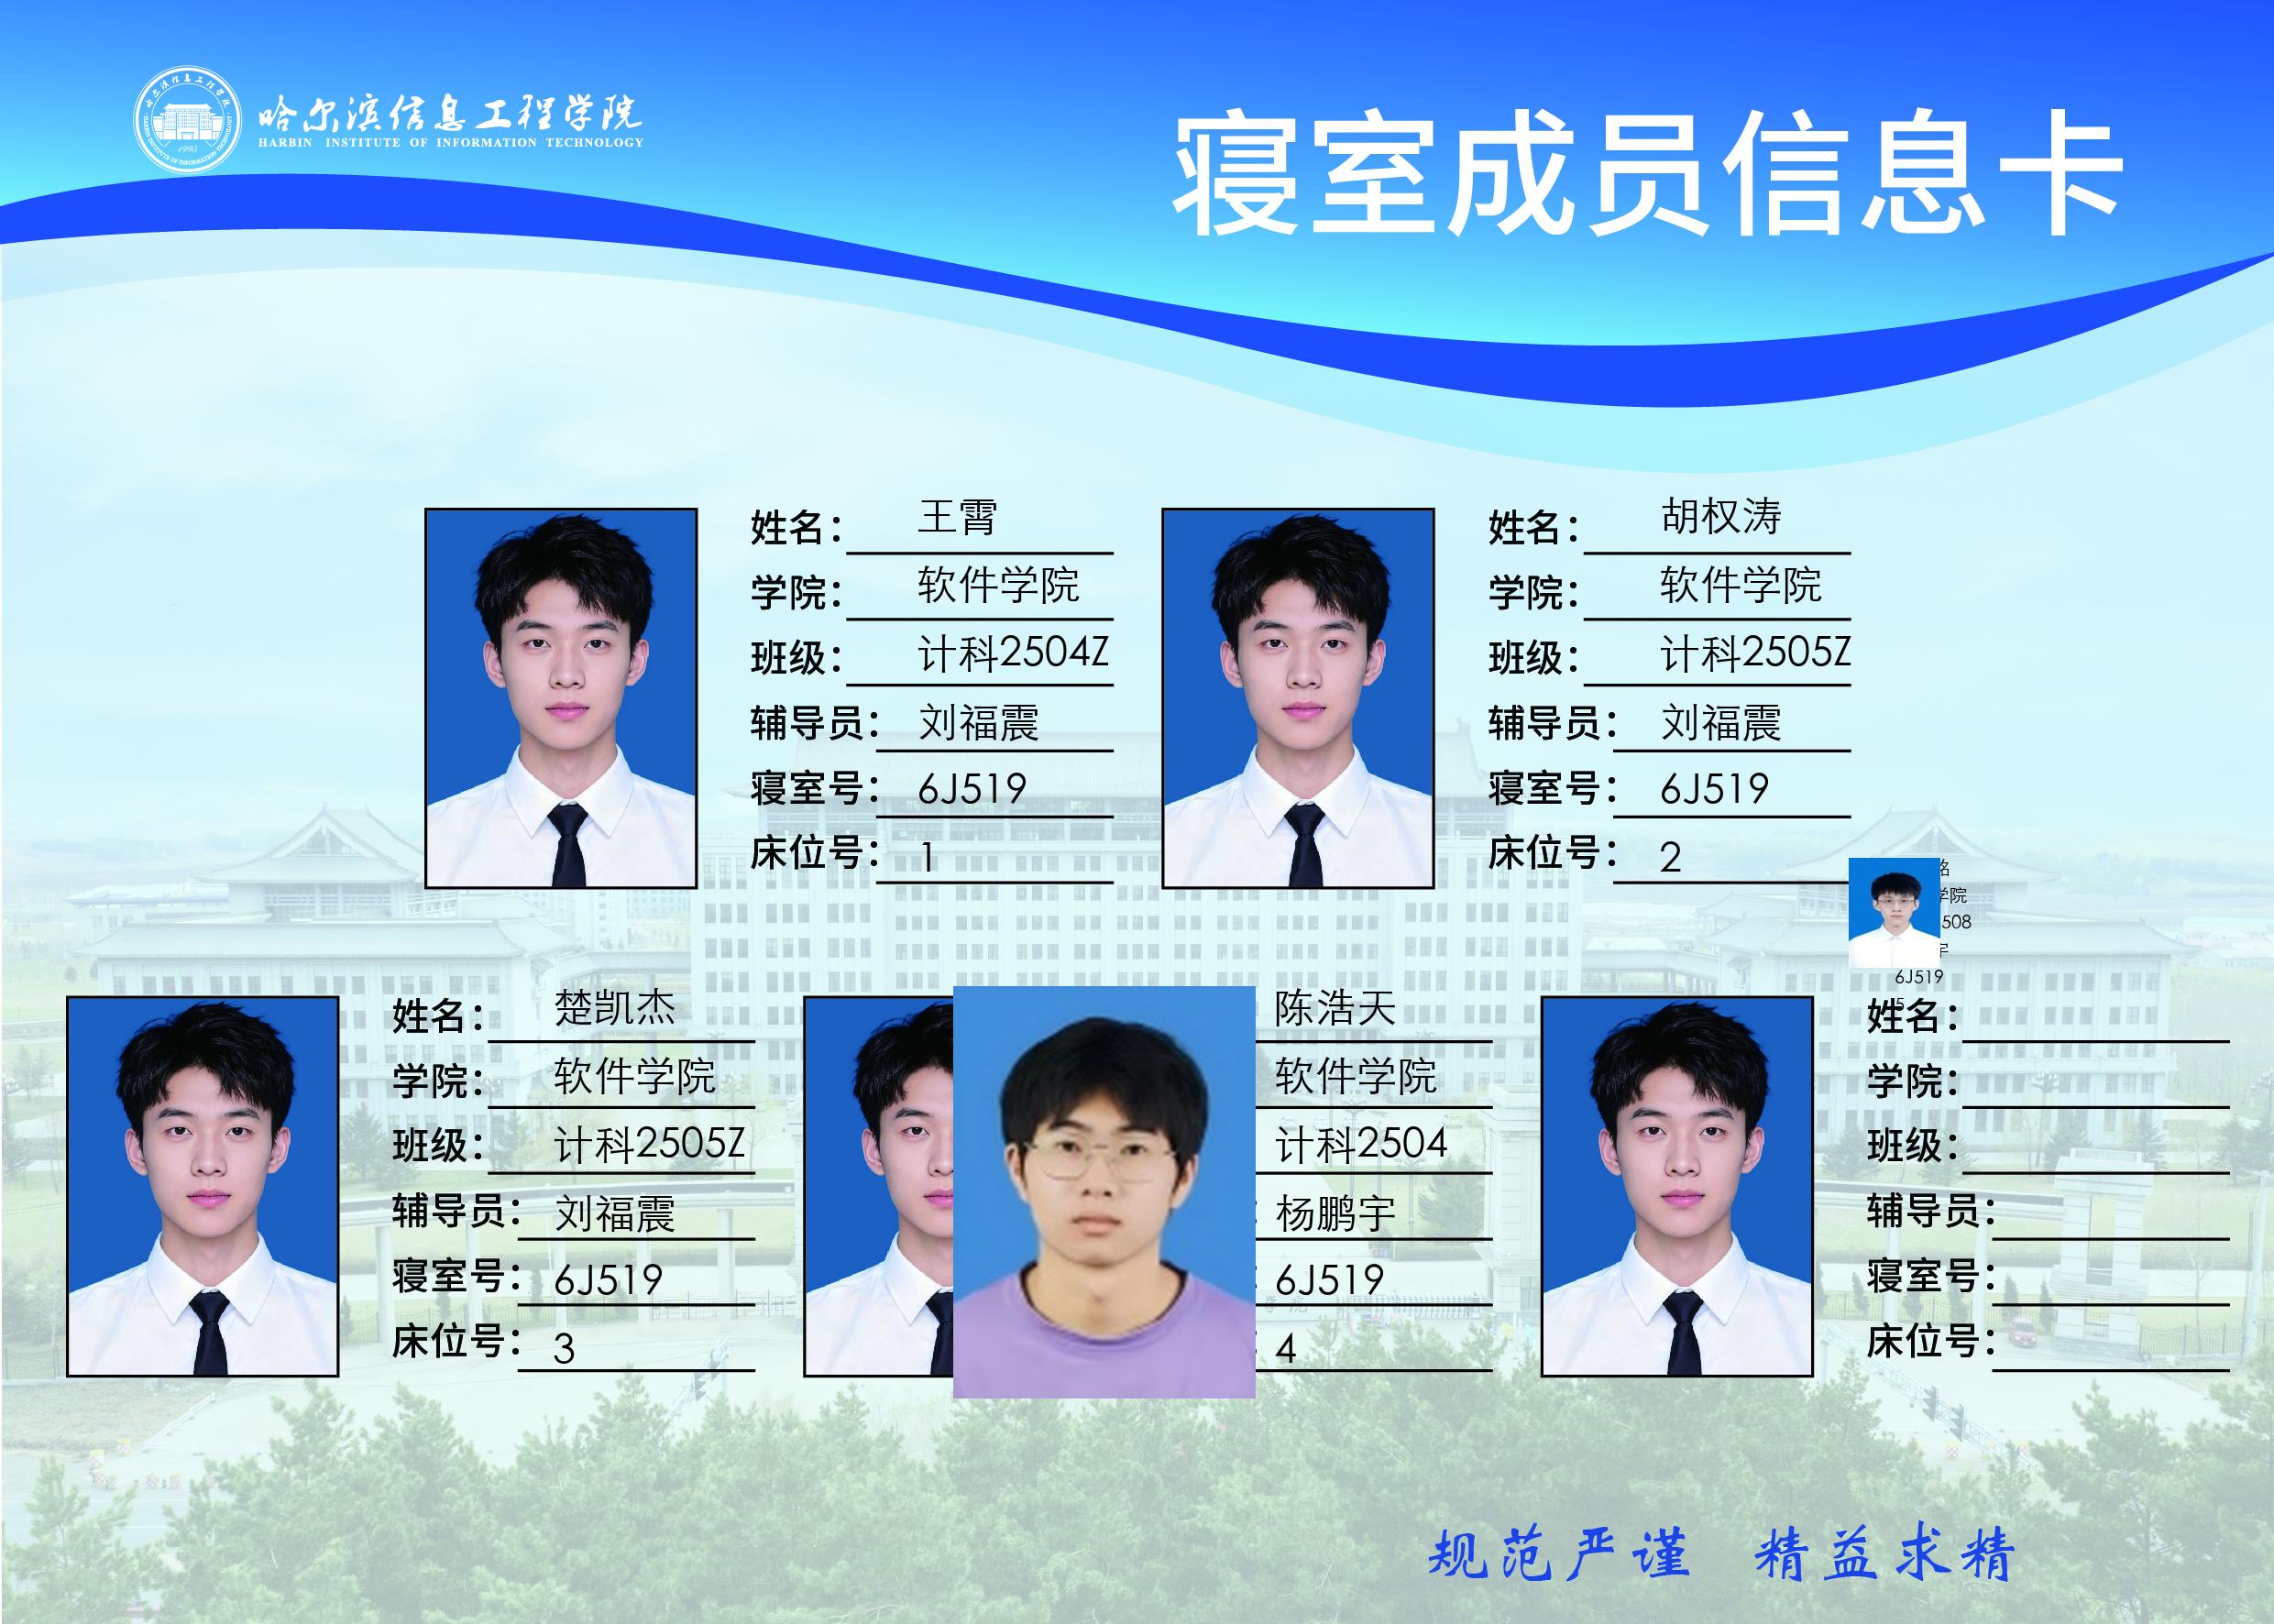 哈尔滨信息工程学院
HARBIN INSTITUTE OF INFORMATION TECHNOLOGY
1995
寝室成员信息卡
姓名：王霄
学院：软件学院
班级：计科2504Z
辅导员：刘福震
寝室号：6J519
床位号：1
姓名：胡权涛
学院：软件学院
班级：计科2505Z
辅导员：刘福震
寝室号：6J519
床位号：2
学院
508
宇
6J519
5
姓名：楚凯杰
学院：软件学院
班级：计科2505Z
辅导员：刘福震
寝室号：6J519
床位号：3
陈浩天
软件学院
计科2504
杨鹏宇
6J519
4
姓名：
学院：
班级：
辅导员：
寝室号：
床位号：
规范严谨 精益求精